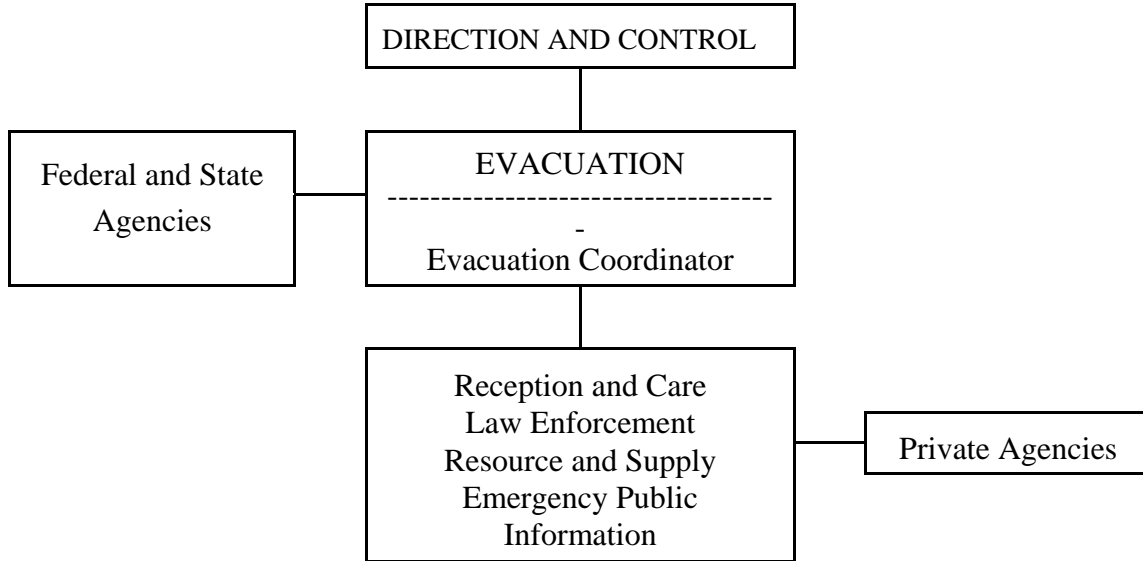 DIRECTION AND CONTROL
Federal and State
Agencies
EVACUATION
------------------------------------
-
Evacuation Coordinator
Reception and Care
Law Enforcement
Resource and Supply
Emergency Public
Information
Private Agencies